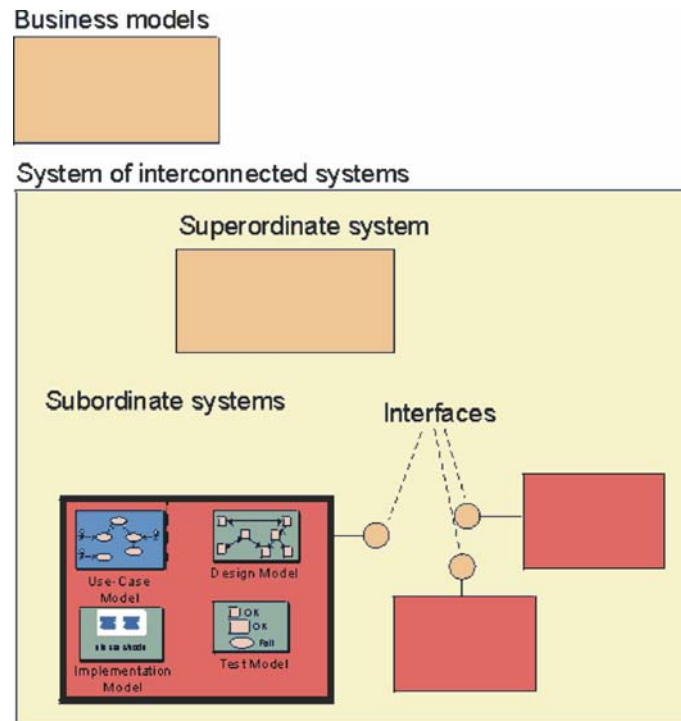 Business models
System of interconnected systems
Superordinate system
Subordinate systems
Interfaces
Use-Case
Model
Design Model
OK
OK
Fail
Implementation
Model
Test Model